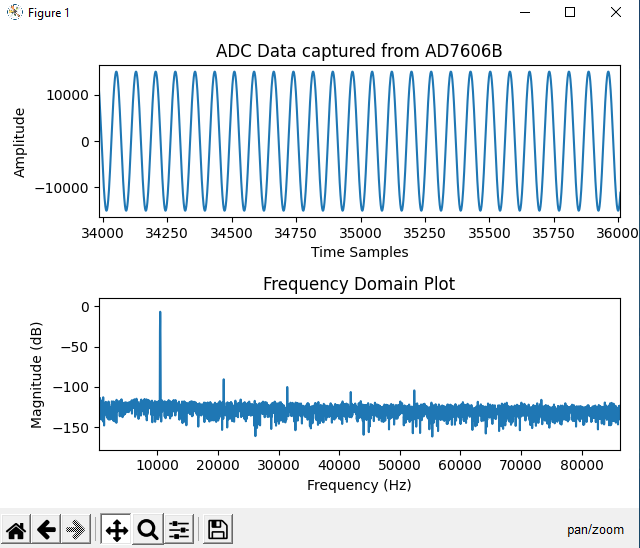 Figure 1
ADC Data captured from AD7606B
Amplitude
10000
0
−10000
34000 34250 34500 34750 35000 35250 35500 35750 36000
Time Samples
Frequency Domain Plot
Magnitude (dB)
0
−50
−100
−150
10000 20000 30000 40000 50000 60000 70000 80000
Frequency (Hz)
pan/zoom